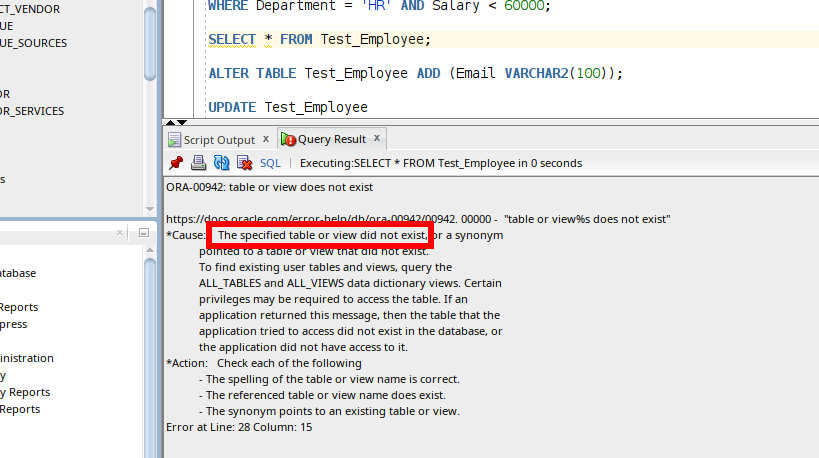 CT_VENDOR
UE
UE_SOURCES
OR
OR_SERVICES
s
WHERE Department = 'HR' AND Salary < 60000;
SELECT * FROM Test_Employee;
ALTER TABLE Test_Employee ADD (Email VARCHAR2(100));
UPDATE Test_Employee
Script Output x Query Result x
SQL | Executing:SELECT * FROM Test_Employee in 0 seconds
ORA-00942: table or view does not exist
https://docs.oracle.com/error-help/db/ora-00942/00942. 00000 - "table or view%s does not exist"
*Cause: The specified table or view did not exist, or a synonym
pointed to a table or view that did not exist.
To find existing user tables and views, query the
ALL_TABLES and ALL_VIEWS data dictionary views. Certain
privileges may be required to access the table. If an
application returned this message, then the table that the
application tried to access did not exist in the database, or
the application did not have access to it.
*Action: Check each of the following
- The spelling of the table or view name is correct.
- The referenced table or view name does exist.
- The synonym points to an existing table or view.
Error at Line: 28 Column: 15
atabase
Reports
press
inistration
y
y Reports
Reports